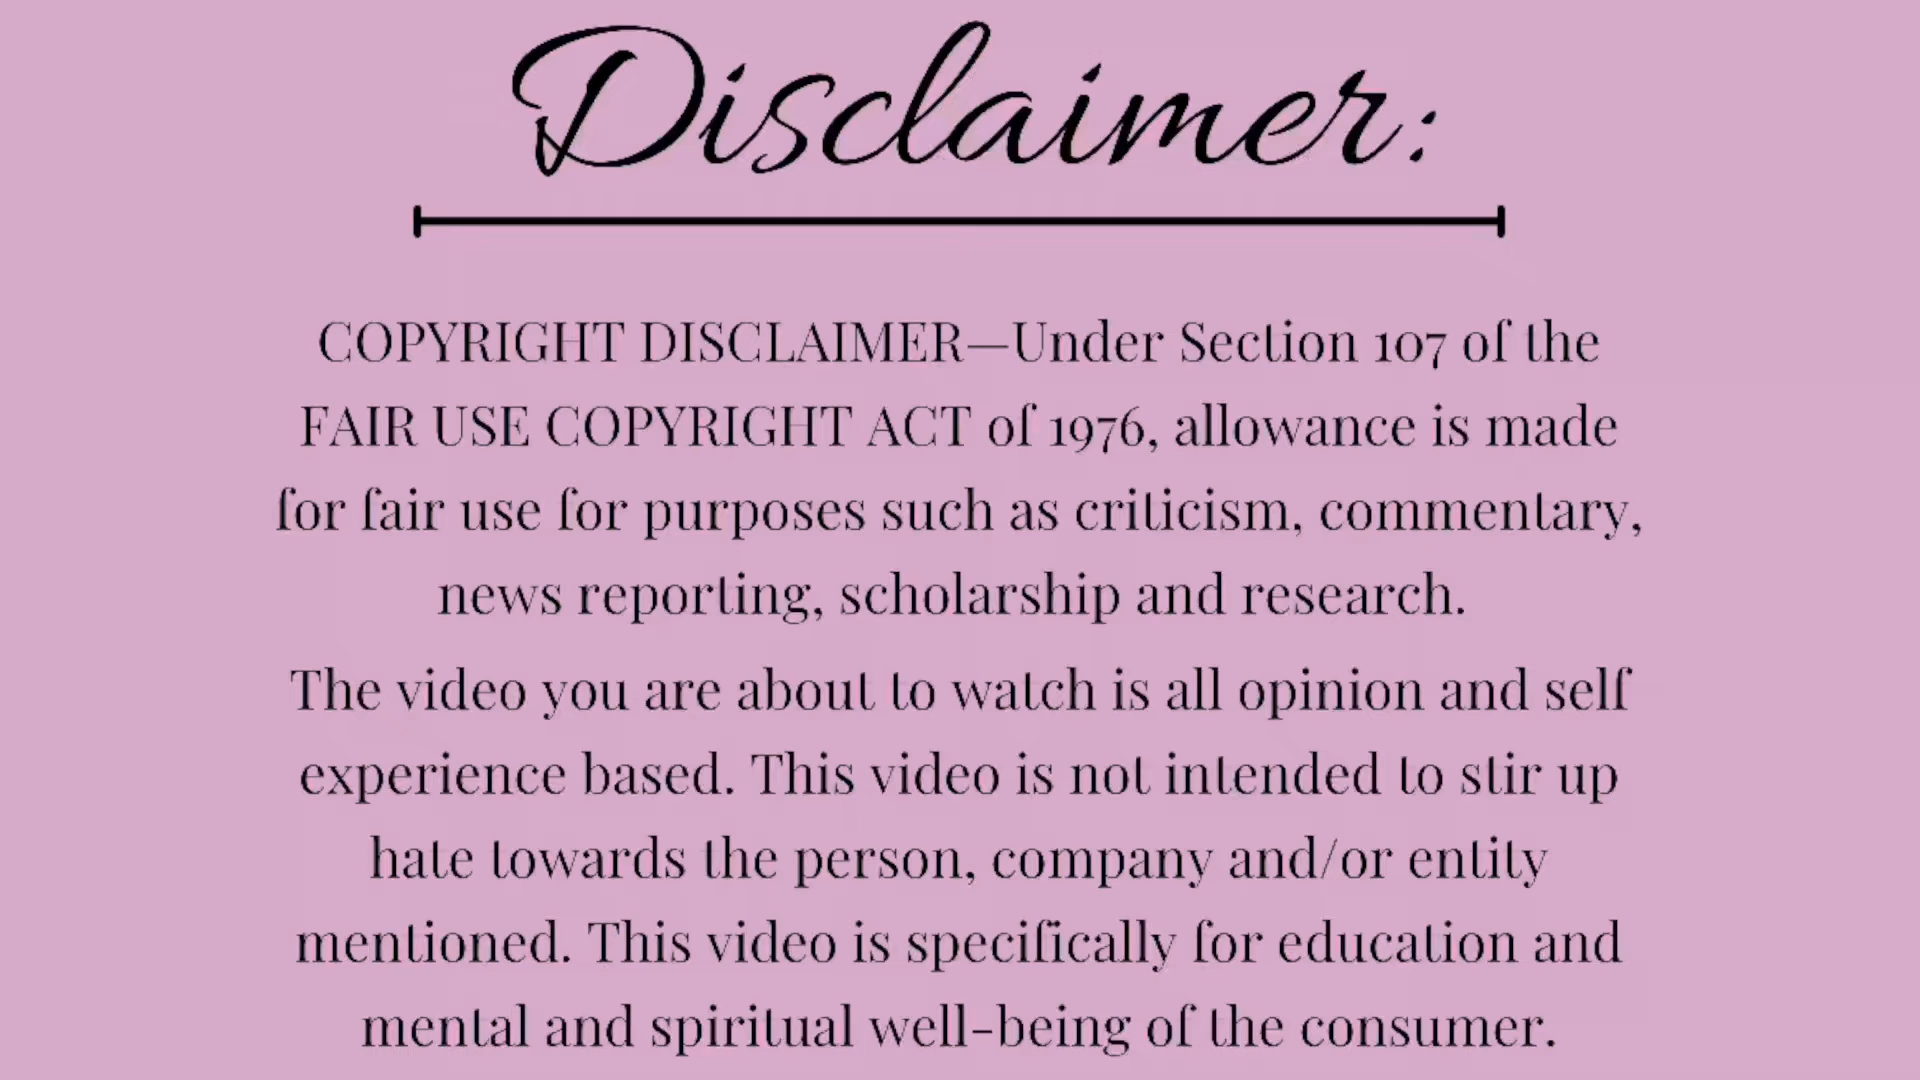 Disclaimer:
COPYRIGHT DISCLAIMER—Under Section 107 of the
FAIR USE COPYRIGHT ACT of 1976, allowance is made
for fair use for purposes such as criticism, commentary,
news reporting, scholarship and research.
The video you are about to watch is all opinion and self
experience based. This video is not intended to stir up
hate towards the person, company and/or entity
mentioned. This video is specifically for education and
mental and spiritual well-being of the consumer.